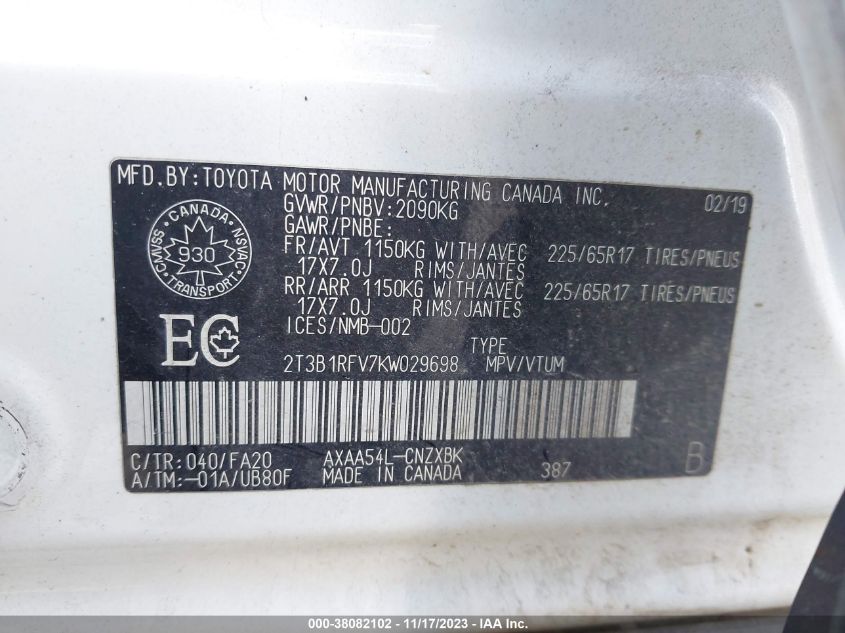 MFD.BY:TOYOTA MOTOR MANUFACTURING CANADA INC. 02/19
GVWR/PNBV:2090KG
GAWR/PNBE:
FR/AVT 1150KG WITH/AVEC 225/65R17 TIRES/PNEUS
17X7.0J RIMS/JANTES
RR/ARR 1150KG WITH/AVEC 225/65R17 TIRES/PNEUS
17X7.0J RIMS/JANTES
ICES/NMB-002
CANADA
CMVSS 930 NSVAC
TRANSPORT
EC
TYPE
2T3B1RFV7KW029698 MPV/VTUM
C/TR:040/FA20 AXAA54L-CNZXBK
A/TM:-01A/UB80F MADE IN CANADA 387 B
000-38082102 - 11/17/2023 - IAA Inc.